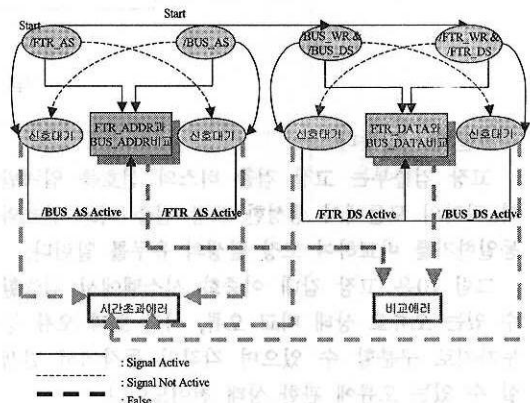 Start
Start
/FTR_AS
/BUS_AS
/BUS_WR &
/BUS_DS
/FTR_WR &
/FTR_DS
신호대기
FTR_ADDR과
BUS_ADDR비교
신호대기
신호대기
FTR_DATA와
BUS_DATA비교
신호대기
/BUS_AS Active
/FTR_AS Active
/FTR_DS Active
/BUS_DS Active
시간초과에러
비교에러
: Signal Active
: Signal Not Active
: False